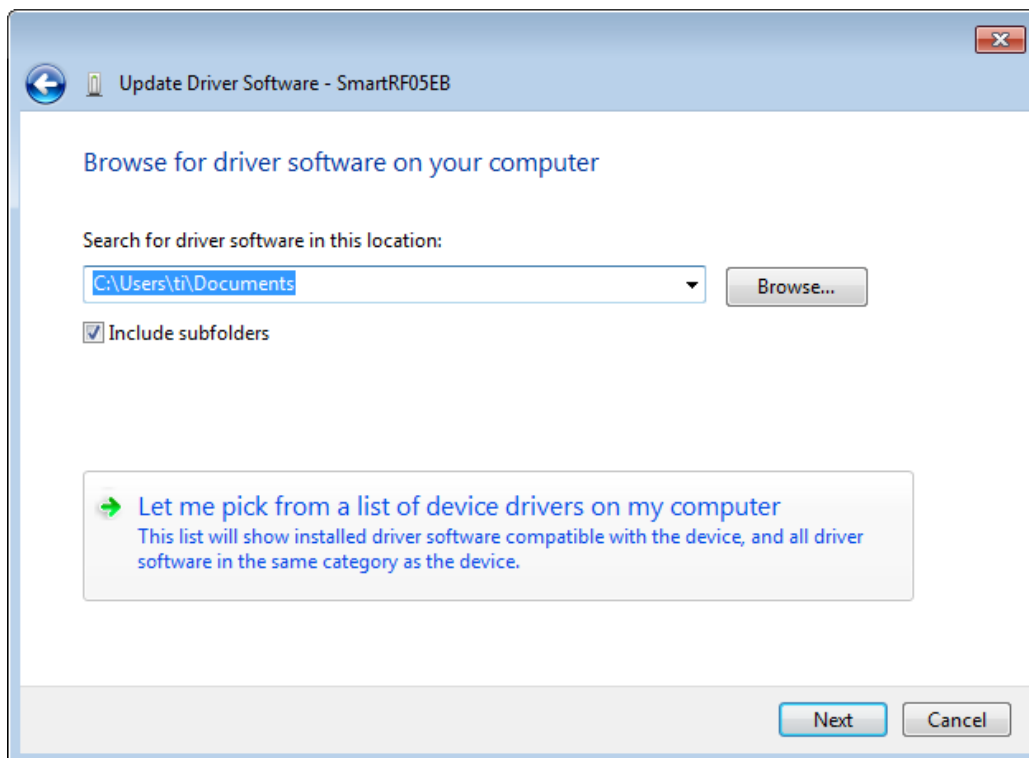 Update Driver Software - SmartRF05EB
Browse for driver software on your computer
Search for driver software in this location:
C:\Users\ti\Documents
Browse...
Include subfolders
Let me pick from a list of device drivers on my computer
This list will show installed driver software compatible with the device, and all driver
software in the same category as the device.
Next
Cancel